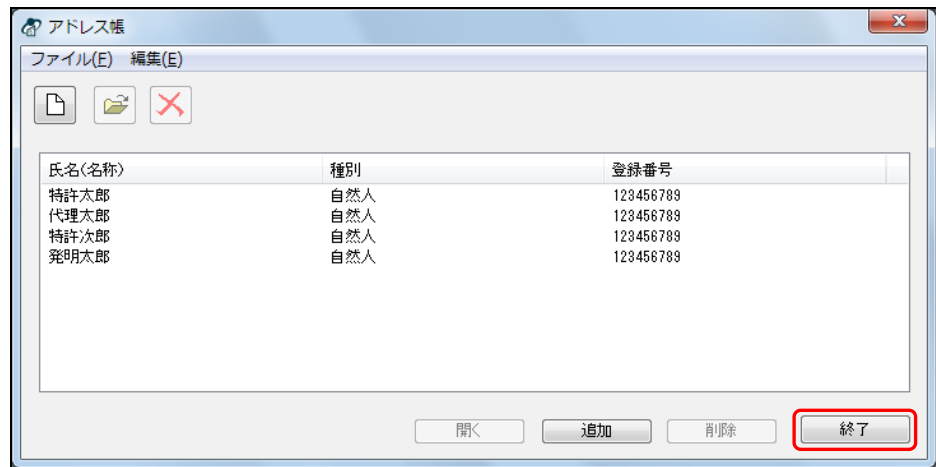 アドレス帳
ファイル(F) 編集(E)
氏名(名称) 種別 登録番号
特許太郎 自然人 123456789
代理太郎 自然人 123456789
特許次郎 自然人 123456789
発明太郎 自然人 123456789
開く 追加 削除 終了